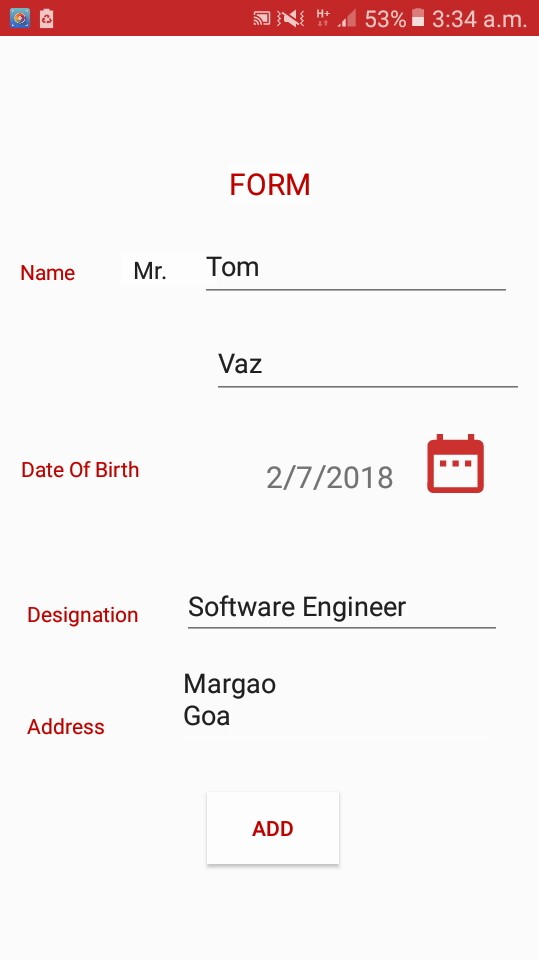 H+ 53% 3:34 a.m.
FORM
Name Mr. Tom
Vaz
Date Of Birth 2/7/2018
Designation Software Engineer
Margao
Goa
Address
ADD